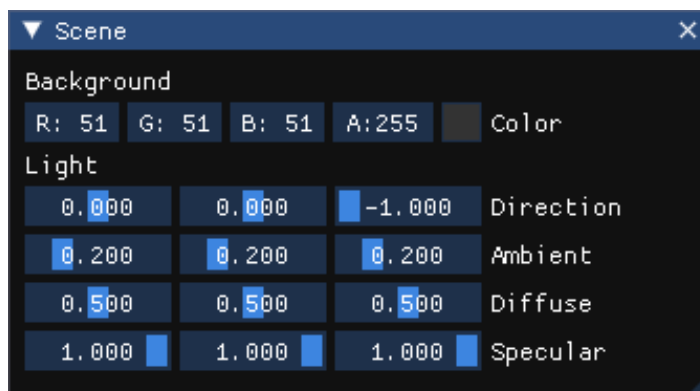 Scene
Background
R: 51 G: 51 B: 51 A:255 Color
Light
0.000 0.000 -1.000 Direction
0.200 0.200 0.200 Ambient
0.500 0.500 0.500 Diffuse
1.000 1.000 1.000 Specular